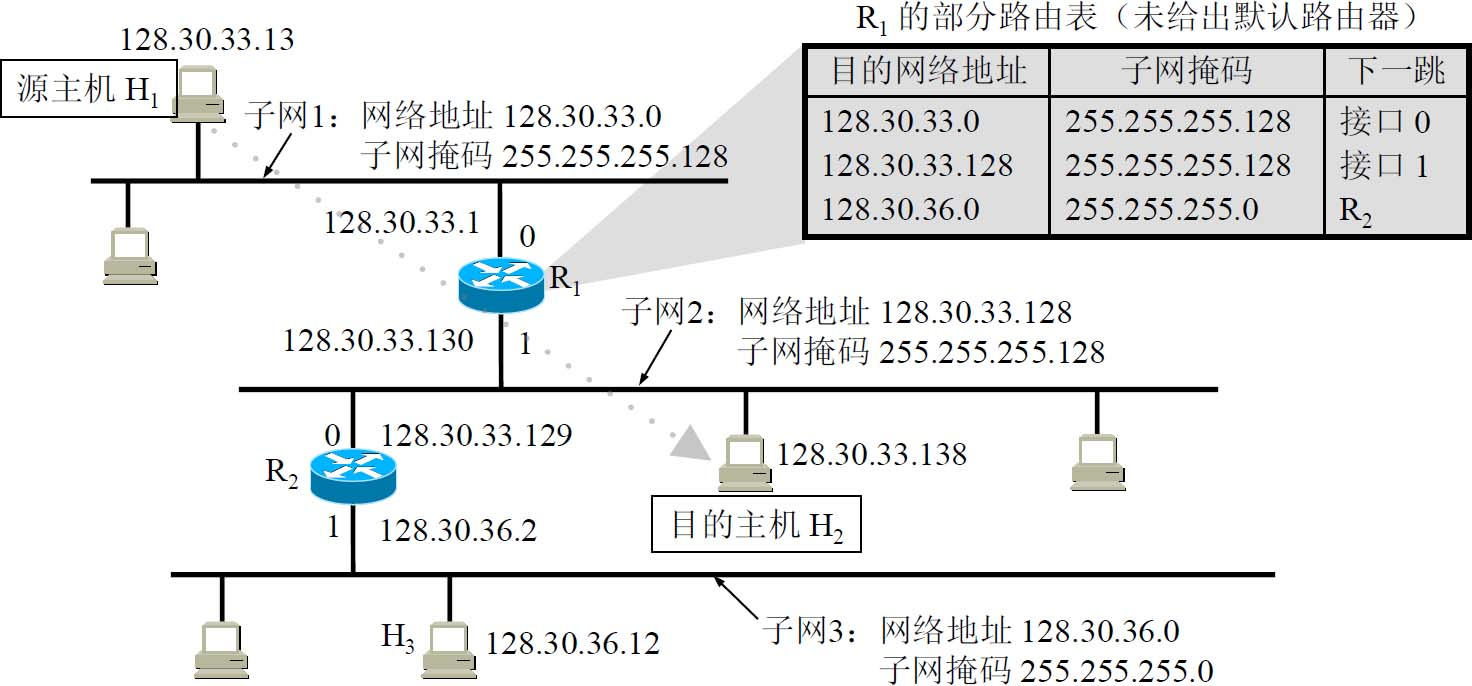 R1 的部分路由表（未给出默认路由器）
128.30.33.13
源主机 H1
目的网络地址 子网掩码 下一跳
128.30.33.0 255.255.255.128 接口 0
128.30.33.128 255.255.255.128 接口 1
128.30.36.0 255.255.255.0 R2
子网1：网络地址 128.30.33.0
子网掩码 255.255.255.128
128.30.33.1
0
R1
128.30.33.130
1
子网2：网络地址 128.30.33.128
子网掩码 255.255.255.128
0
128.30.33.129
R2
128.30.33.138
目的主机 H2
1
128.30.36.2
H3
128.30.36.12
子网3：网络地址 128.30.36.0
子网掩码 255.255.255.0